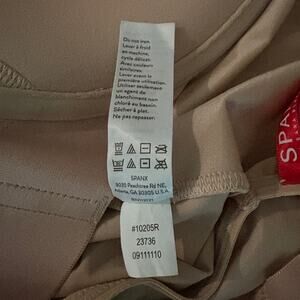 Do not iron.
Laver à froid
en machine,
cycle délicat.
Avec couleurs
similaires.
Laver avant la
première
utilisation.
Utiliser seulement
un agent de
blanchiment non
chloré au besoin.
Sécher à plat.
Ne pas repasser.
SPANX
3035 Peachtree Rd NE,
Atlanta, GA 30305 U.S.A.
#10205R
23736
09111110
SPA